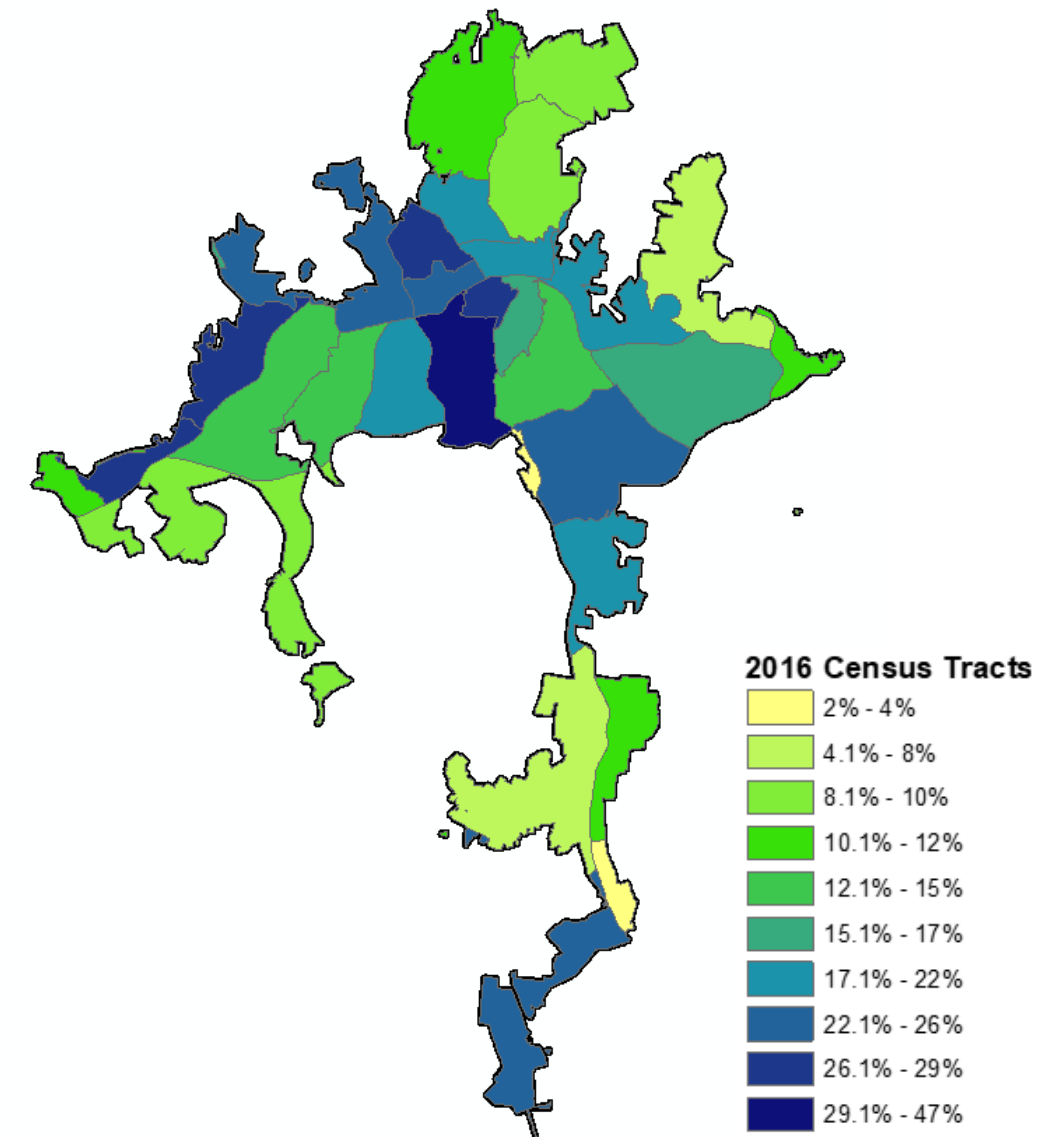 2016 Census Tracts
2% - 4%
4.1% - 8%
8.1% - 10%
10.1% - 12%
12.1% - 15%
15.1% - 17%
17.1% - 22%
22.1% - 26%
26.1% - 29%
29.1% - 47%